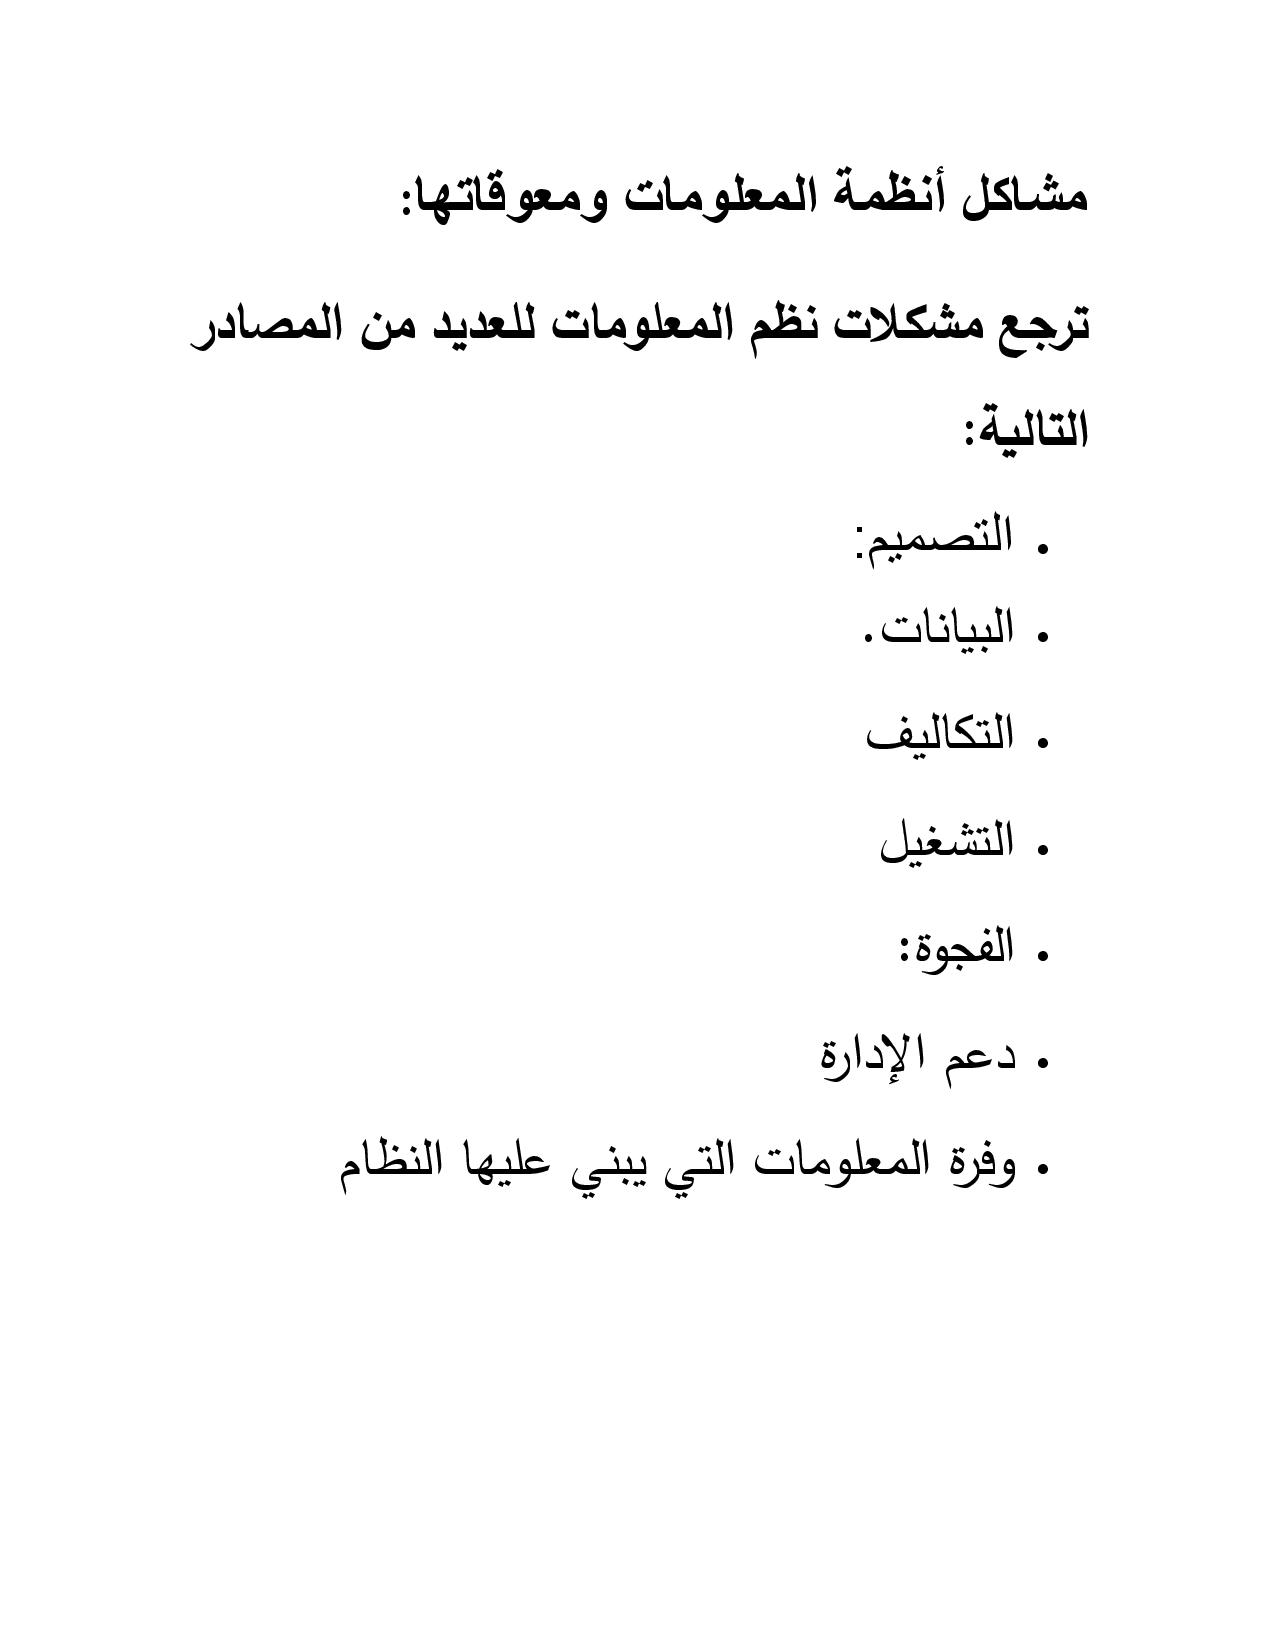 مشاكل أنظمة المعلومات ومعوقاتها:
ترجع مشكلات نظم المعلومات للعديد من المصادر
التالية:
• التصميم:
• البيانات.
• التكاليف
• التشغيل
• الفجوة:
• دعم الإدارة
• وفرة المعلومات التي يبني عليها النظام